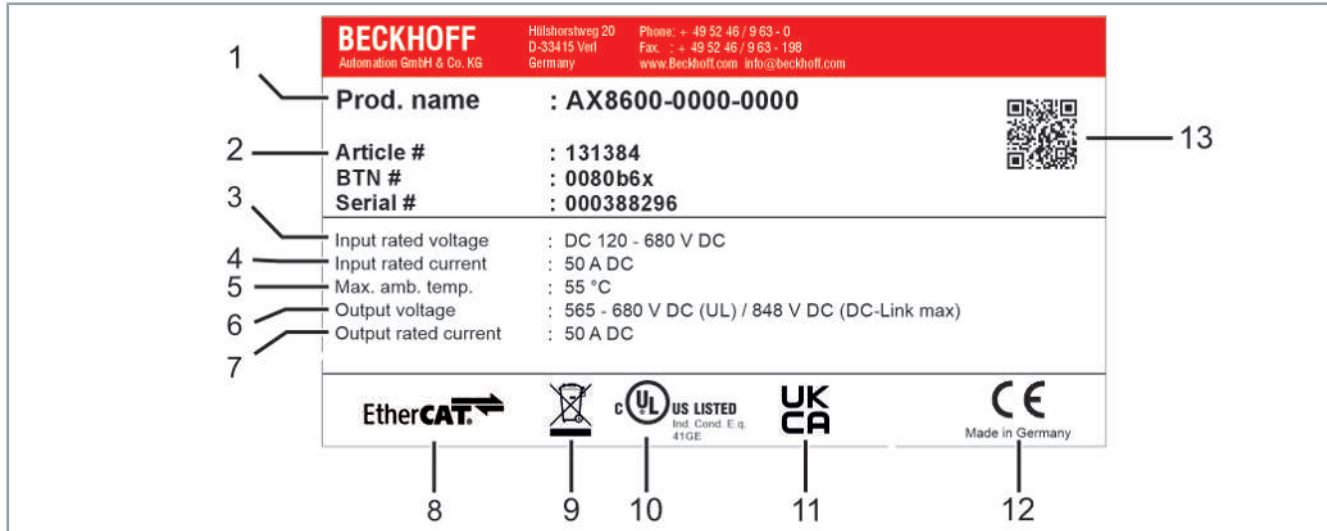 BECKHOFF
Automation GmbH & Co. KG
Hülshorstweg 20
D-33415 Verl
Germany
Phone: + 49 52 46 / 9 63 - 0
Fax. : + 49 52 46 / 9 63 - 198
www.Beckhoff.com info@beckhoff.com
1
Prod. name : AX8600-0000-0000
13
2
Article # : 131384
BTN # : 0080b6x
Serial # : 000388296
3
Input rated voltage : DC 120 - 680 V DC
4
Input rated current : 50 A DC
5
Max. amb. temp. : 55 °C
6
Output voltage : 565 - 680 V DC (UL) / 848 V DC (DC-Link max)
7
Output rated current : 50 A DC
EtherCAT®
C UL US LISTED
Ind. Cond. E.q.
41GE
UK
CA
CE
Made in Germany
8 9 10 11 12